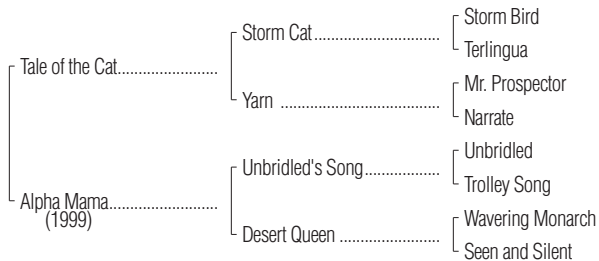 Storm Bird
Storm Cat
Terlingua
Tale of the Cat
Mr. Prospector
Yarn
Narrate
Unbridled
Unbridled's Song
Trolley Song
Alpha Mama
(1999)
Wavering Monarch
Desert Queen
Seen and Silent